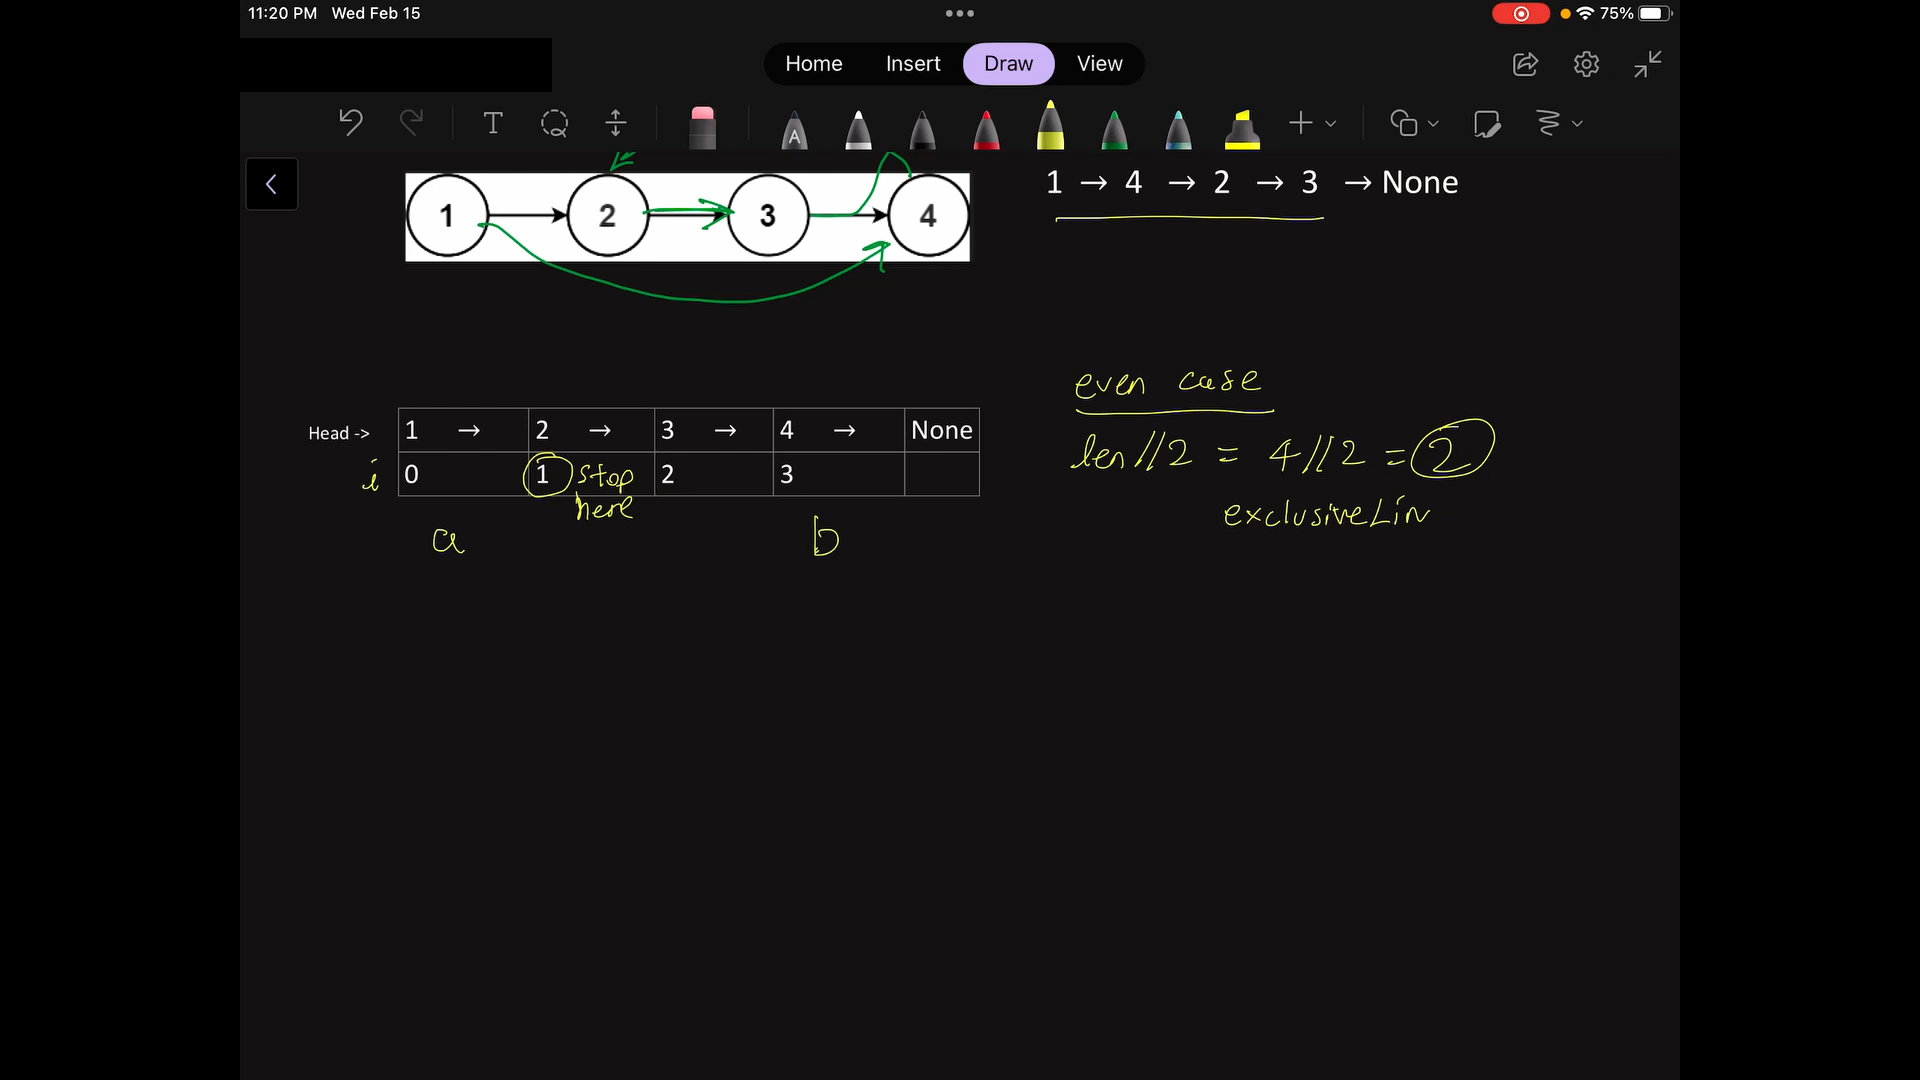 11:20 PM Wed Feb 15
75%
Home Insert Draw View
T
A
1 2 3 4
1 → 4 → 2 → 3 → None
even case
Head -> 1 → 2 → 3 → 4 → None
len//2 = 4//2 = 2
i 0 1 stop here 2 3
exclusiveLim
a b